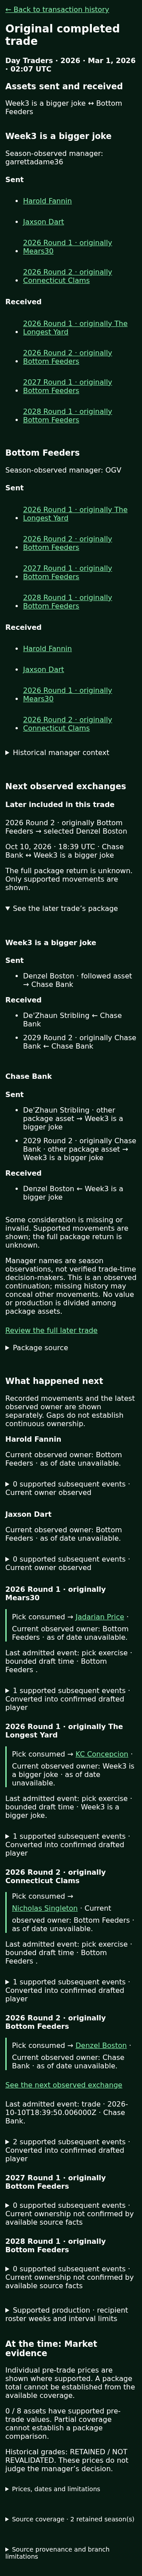 ← Back to transaction history
Original completed
trade
Day Traders · 2026 · Mar 1, 2026
· 02:07 UTC
Assets sent and received
Week3 is a bigger joke ↔ Bottom
Feeders
Week3 is a bigger joke
Season-observed manager:
garrettadame36
Sent
• Harold Fannin
• Jaxson Dart
• 2026 Round 1 · originally
Mears30
• 2026 Round 2 · originally
Connecticut Clams
Received
• 2026 Round 1 · originally The
Longest Yard
• 2026 Round 2 · originally
Bottom Feeders
• 2027 Round 1 · originally
Bottom Feeders
• 2028 Round 1 · originally
Bottom Feeders
Bottom Feeders
Season-observed manager: OGV
Sent
• 2026 Round 1 · originally The
Longest Yard
• 2026 Round 2 · originally
Bottom Feeders
• 2027 Round 1 · originally
Bottom Feeders
• 2028 Round 1 · originally
Bottom Feeders
Received
• Harold Fannin
• Jaxson Dart
• 2026 Round 1 · originally
Mears30
• 2026 Round 2 · originally
Connecticut Clams
▶ Historical manager context
Next observed exchanges
Later included in this trade
2026 Round 2 · originally Bottom
Feeders → selected Denzel Boston
Oct 10, 2026 · 18:39 UTC · Chase
Bank ↔ Week3 is a bigger joke
The full package return is unknown.
Only supported movements are
shown.
▼ See the later trade's package
Week3 is a bigger joke
Sent
• Denzel Boston · followed asset
→ Chase Bank
Received
• De'Zhaun Stribling ← Chase
Bank
• 2029 Round 2 · originally Chase
Bank ← Chase Bank
Chase Bank
Sent
• De'Zhaun Stribling · other
package asset → Week3 is a
bigger joke
• 2029 Round 2 · originally Chase
Bank · other package asset →
Week3 is a bigger joke
Received
• Denzel Boston ← Week3 is a
bigger joke
Some consideration is missing or
invalid. Supported movements are
shown; the full package return is
unknown.
Manager names are season
observations, not verified trade-time
decision-makers. This is an observed
continuation; missing history may
conceal other movements. No value
or production is divided among
package assets.
Review the full later trade
▶ Package source
What happened next
Recorded movements and the latest
observed owner are shown
separately. Gaps do not establish
continuous ownership.
Harold Fannin
Current observed owner: Bottom
Feeders · as of date unavailable.
▶ 0 supported subsequent events ·
Current owner observed
Jaxson Dart
Current observed owner: Bottom
Feeders · as of date unavailable.
▶ 0 supported subsequent events ·
Current owner observed
2026 Round 1 · originally
Mears30
Pick consumed → Jadarian Price ·
Current observed owner: Bottom
Feeders · as of date unavailable.
Last admitted event: pick exercise ·
bounded draft time · Bottom
Feeders .
▶ 1 supported subsequent events ·
Converted into confirmed drafted
player
2026 Round 1 · originally The
Longest Yard
Pick consumed → KC Concepcion ·
Current observed owner: Week3 is
a bigger joke · as of date
unavailable.
Last admitted event: pick exercise ·
bounded draft time · Week3 is a
bigger joke.
▶ 1 supported subsequent events ·
Converted into confirmed drafted
player
2026 Round 2 · originally
Connecticut Clams
Pick consumed →
Nicholas Singleton · Current
observed owner: Bottom Feeders ·
as of date unavailable.
Last admitted event: pick exercise ·
bounded draft time · Bottom
Feeders .
▶ 1 supported subsequent events ·
Converted into confirmed drafted
player
2026 Round 2 · originally
Bottom Feeders
Pick consumed → Denzel Boston ·
Current observed owner: Chase
Bank · as of date unavailable.
See the next observed exchange
Last admitted event: trade · 2026-
10-10T18:39:50.006000Z · Chase
Bank.
▶ 2 supported subsequent events ·
Converted into confirmed drafted
player
2027 Round 1 · originally
Bottom Feeders
▶ 0 supported subsequent events ·
Current ownership not confirmed by
available source facts
2028 Round 1 · originally
Bottom Feeders
▶ 0 supported subsequent events ·
Current ownership not confirmed by
available source facts
▶ Supported production · recipient
roster weeks and interval limits
At the time: Market
evidence
Individual pre-trade prices are
shown where supported. A package
total cannot be established from the
available coverage.
0 / 8 assets have supported pre-
trade values. Partial coverage
cannot establish a package
comparison.
Historical grades: RETAINED / NOT
REVALIDATED. These prices do not
judge the manager's decision.
▶ Prices, dates and limitations
▶ Source coverage · 2 retained season(s)
▶ Source provenance and branch
limitations